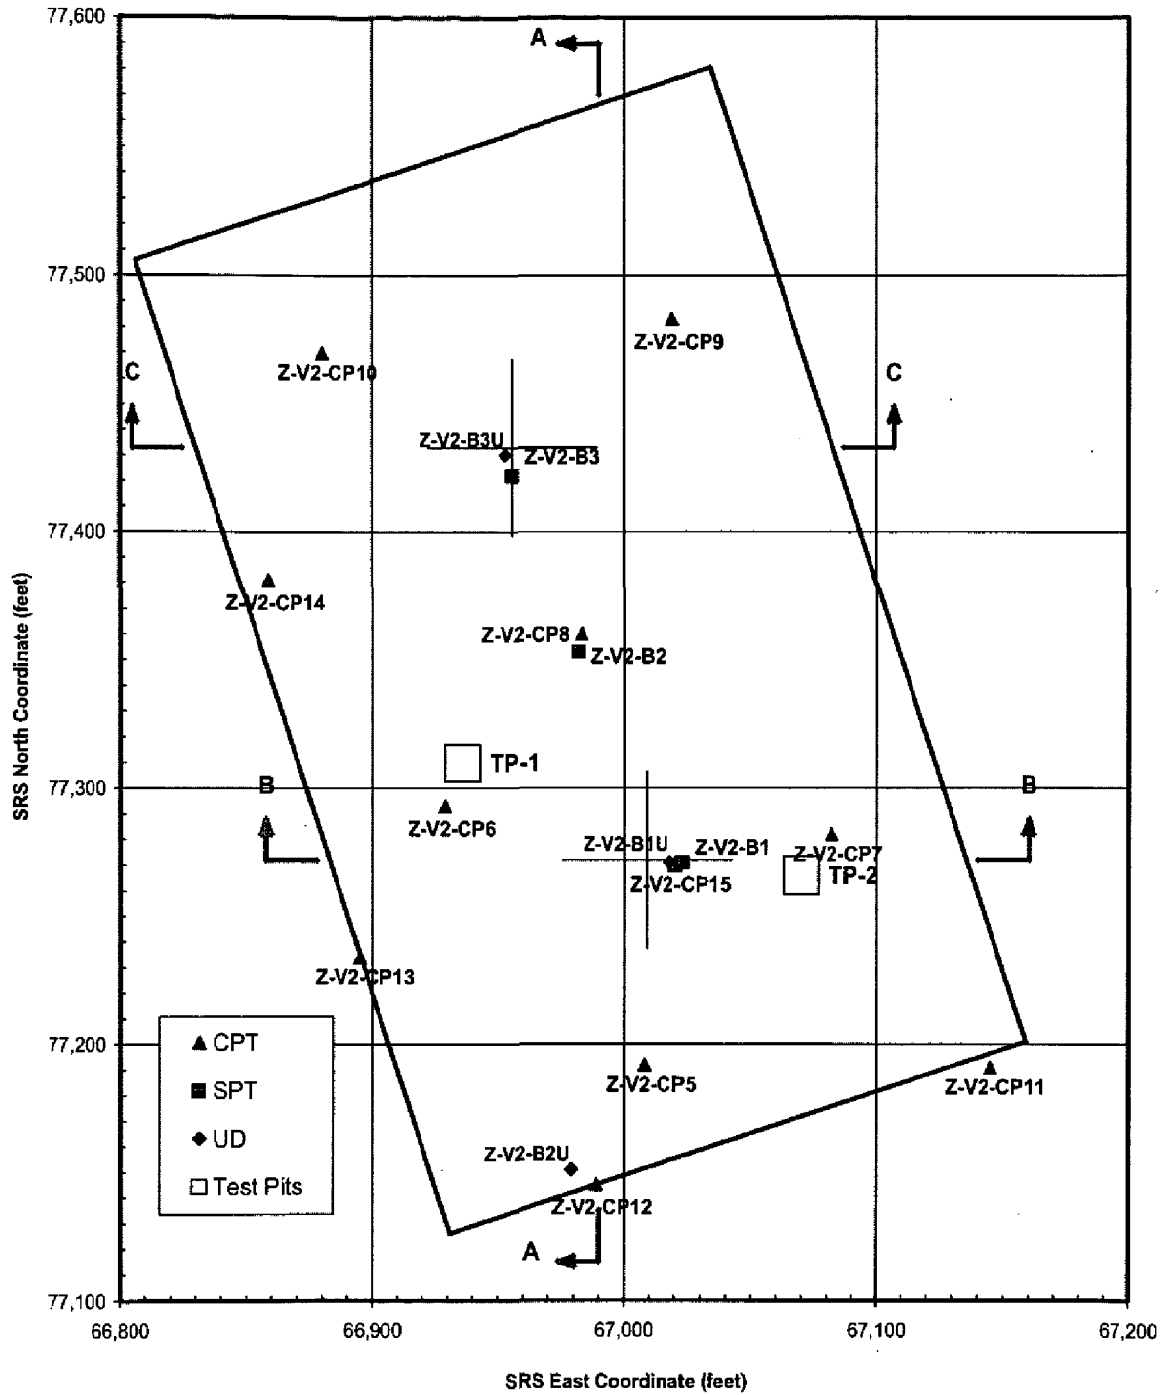 77,600
A
77,500
Z-V2-CP9
Z-V2-CP10
C
C
Z-V2-B3U
Z-V2-B3
77,400
Z-V2-CP14
Z-V2-CP8
Z-V2-B2
TP-1
SRS North Coordinate (feet)
77,300
B
B
Z-V2-CP6
Z-V2-B1U
Z-V2-B1
Z-V2-CP7
Z-V2-CP15
TP-2
Z-V2-CP13
CPT
SPT
UD
Test Pits
77,200
Z-V2-CP5
Z-V2-CP11
Z-V2-B2U
Z-V2-CP12
A
77,100
66,800
66,900
67,000
67,100
67,200
SRS East Coordinate (feet)